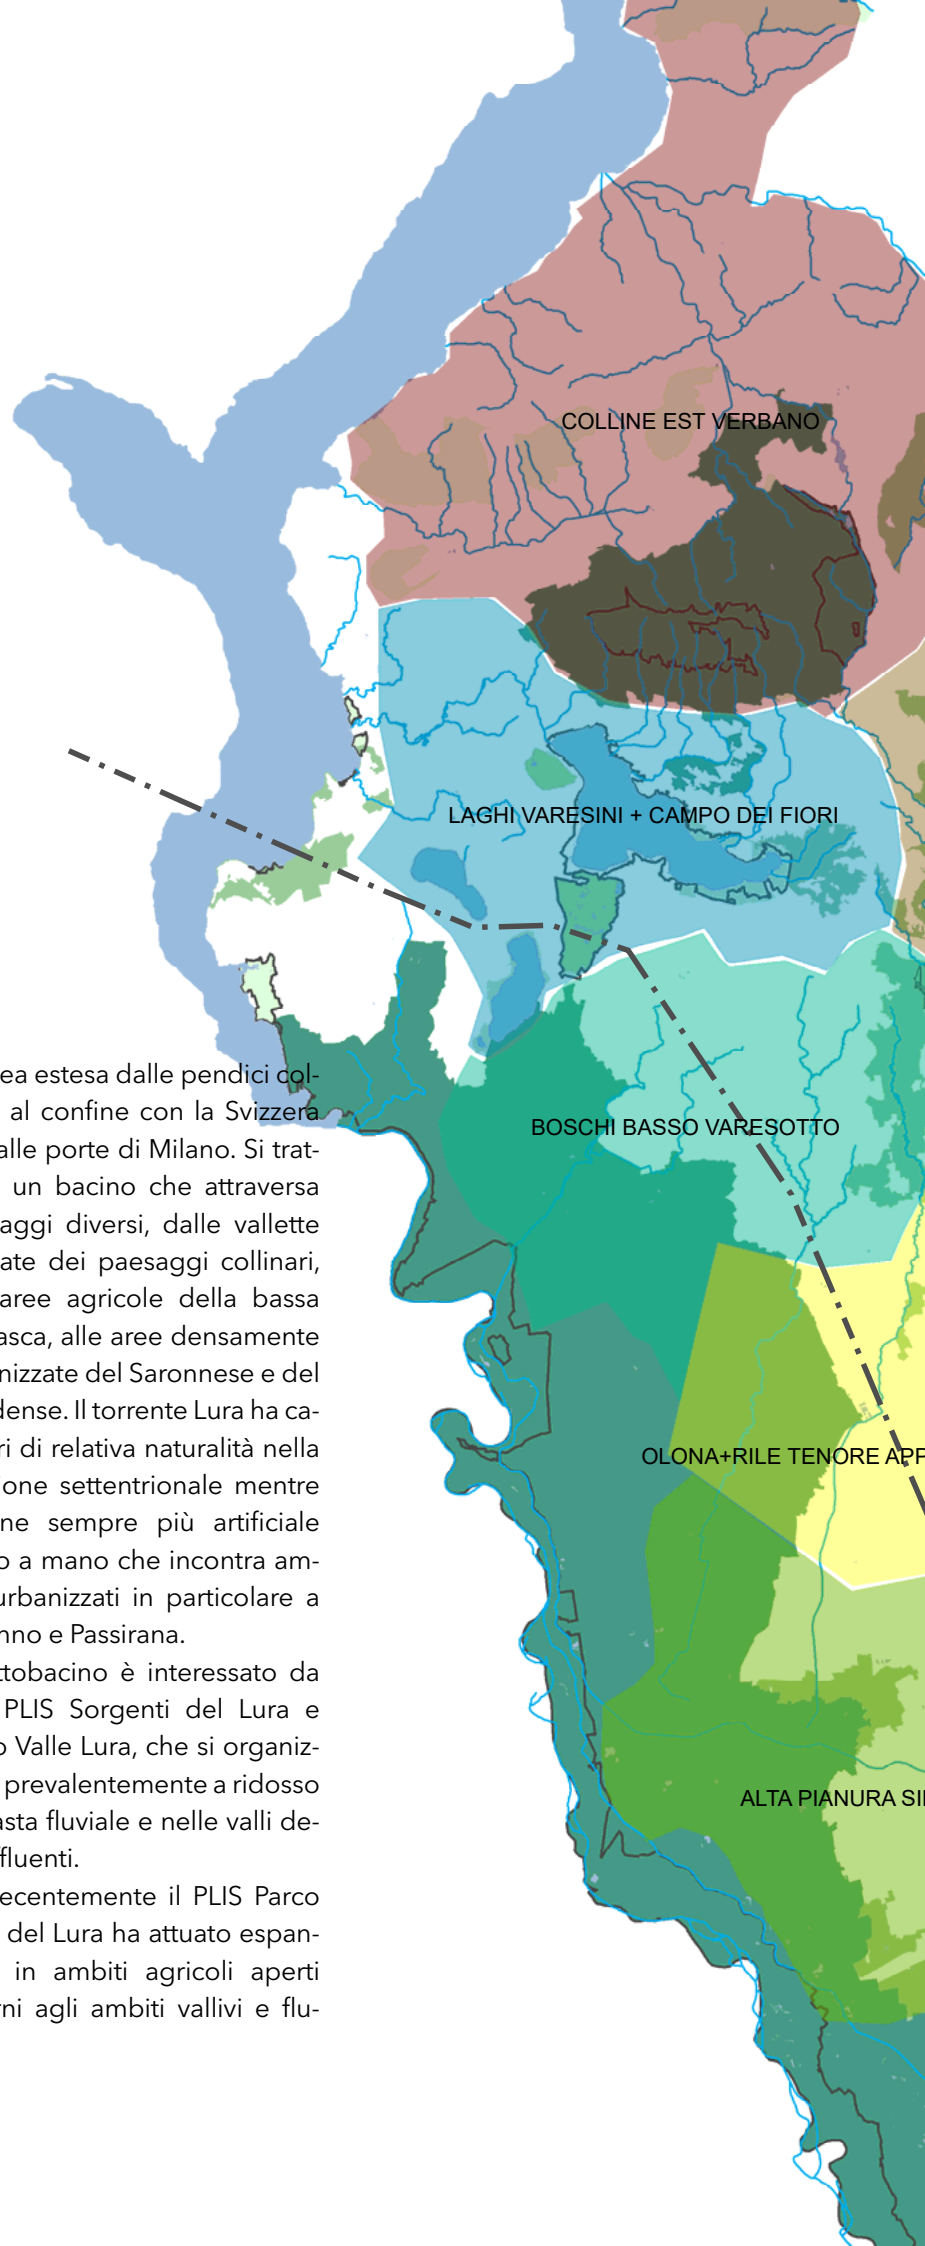 COLLINE EST VERBANO
LAGHI VARESINI + CAMPO DEI FIORI
BOSCHI BASSO VARESOTTO
OLONA+RILE TENORE APP
ALTA PIANURA SI
ea estesa dalle pendici col-
al confine con la Svizzera
alle porte di Milano. Si trat-
un bacino che attraversa
aggi diversi, dalle vallette
ate dei paesaggi collinari,
aree agricole della bassa
asca, alle aree densamente
nizzate del Saronnese e del
dense. Il torrente Lura ha ca-
ri di relativa naturalità nella
ione settentrionale mentre
ne sempre più artificiale
o a mano che incontra am-
urbanizzati in particolare a
nno e Passirana.
ttobacino è interessato da
PLIS Sorgenti del Lura e
o Valle Lura, che si organiz-
prevalentemente a ridosso
asta fluviale e nelle valli de-
ffluenti.
ecentemente il PLIS Parco
del Lura ha attuato espan-
in ambiti agricoli aperti
rni agli ambiti vallivi e flu-